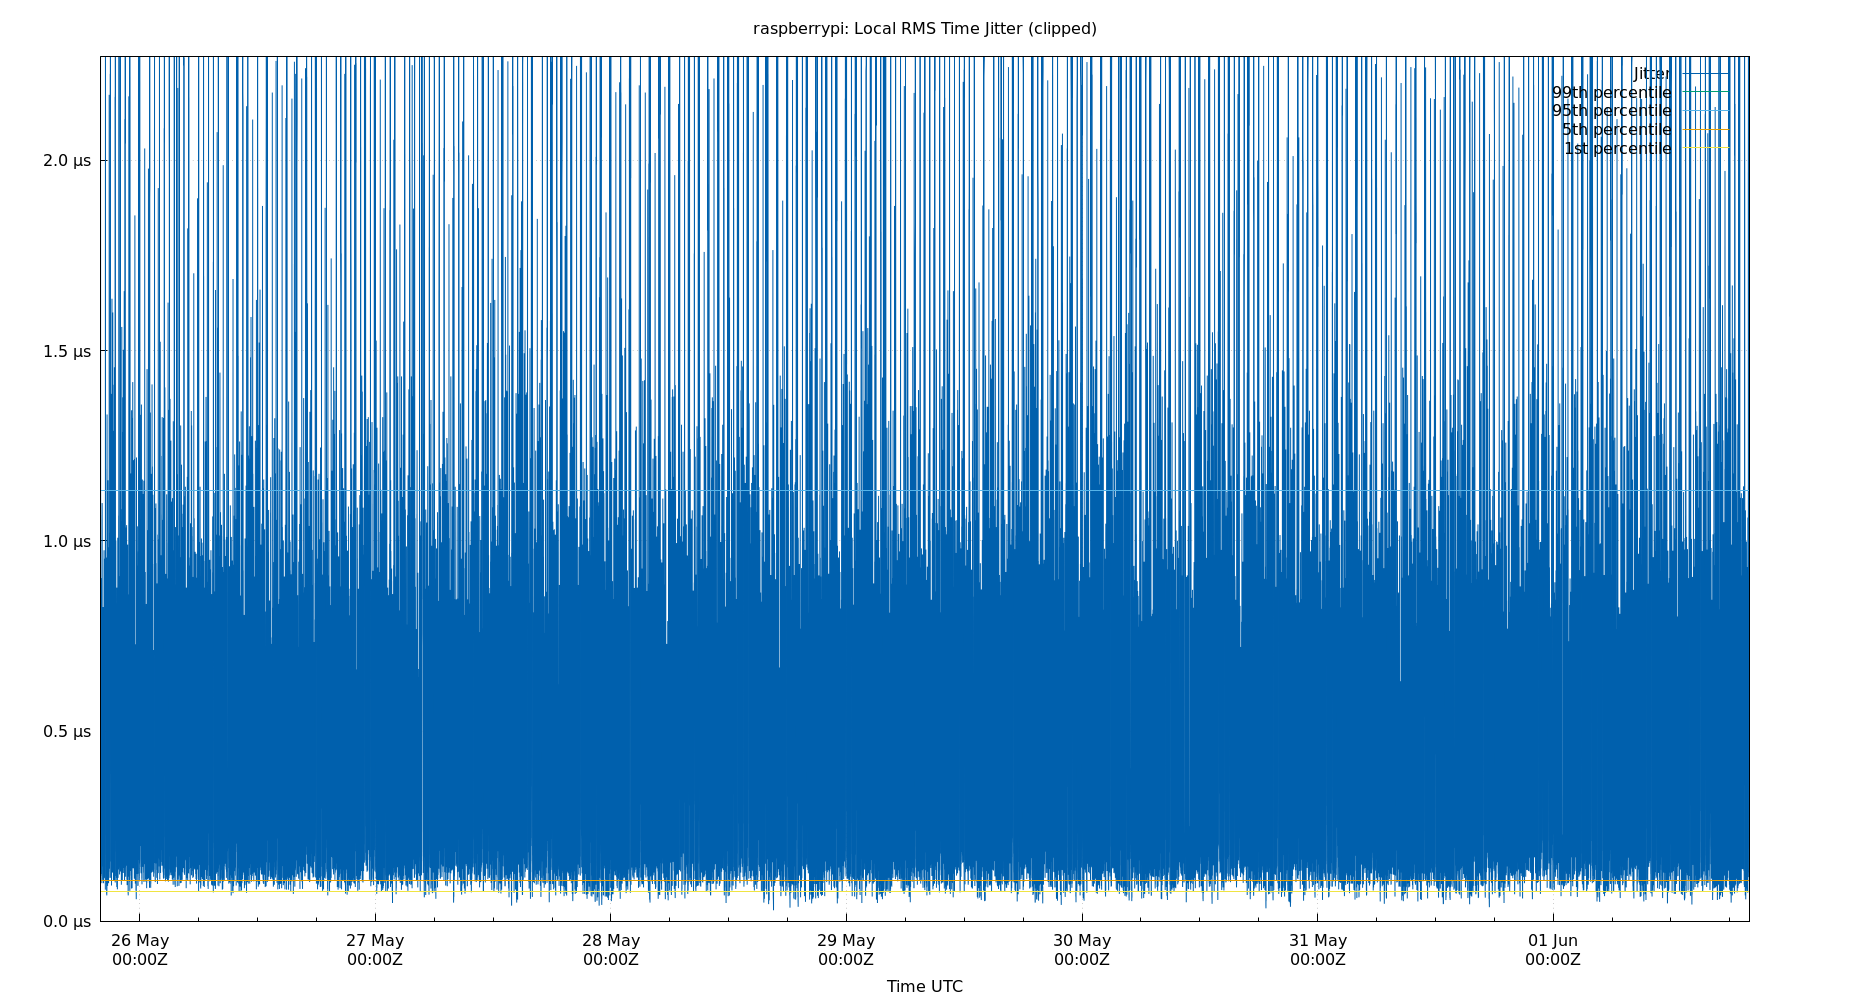 raspberrypi: Local RMS Time Jitter (clipped)
Jitter
99th percentile
95th percentile
5th percentile
1st percentile
2.0 μs
1.5 μs
1.0 μs
0.5 μs
0.0 μs
26 May
00:00Z
27 May
00:00Z
28 May
00:00Z
29 May
00:00Z
30 May
00:00Z
31 May
00:00Z
01 Jun
00:00Z
Time UTC